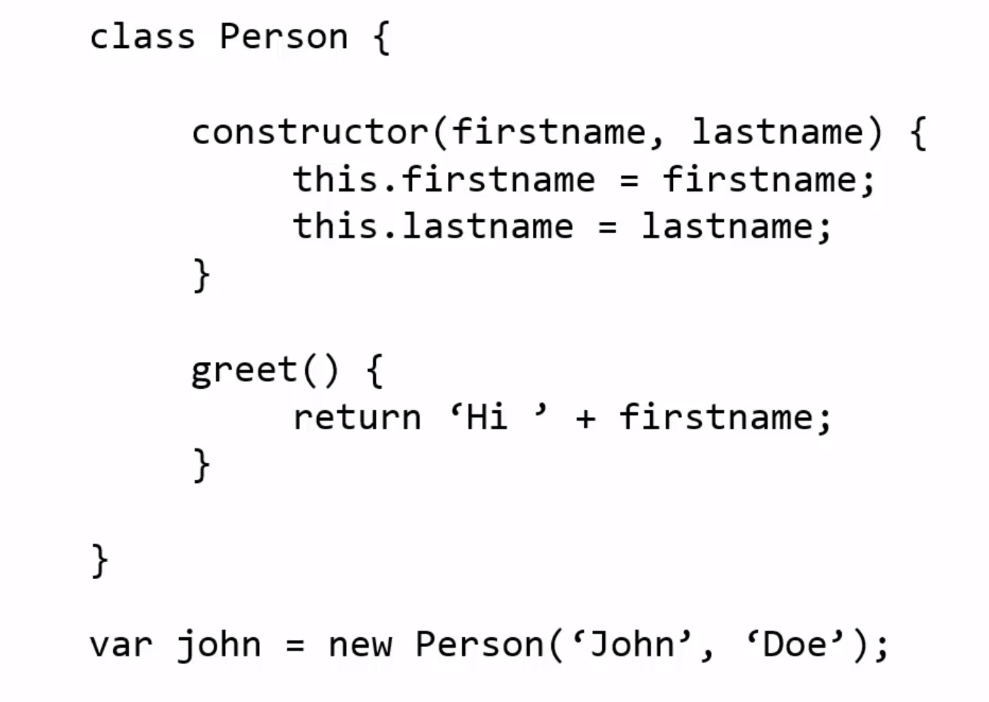 class Person {
constructor(firstname, lastname) {
this.firstname = firstname;
this.lastname = lastname;
}
greet() {
return ‘Hi ’ + firstname;
}
}
var john = new Person(‘John’, ‘Doe’);